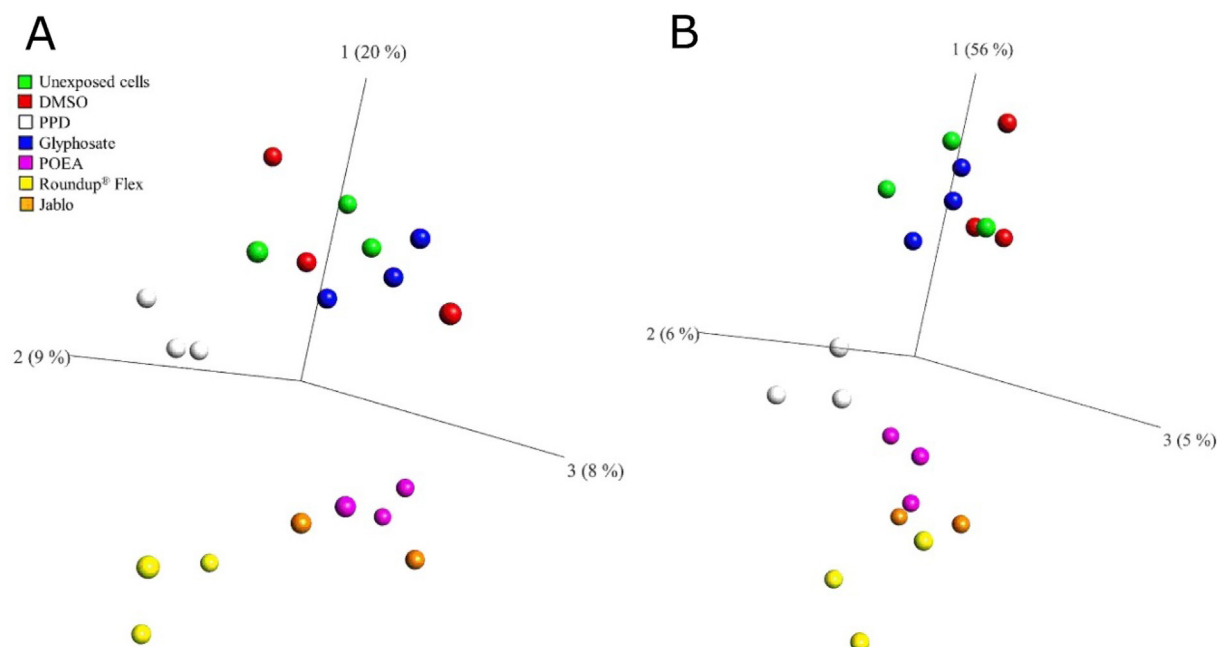 A
B
1 (20 %)
1 (56 %)
Unexposed cells
DMSO
PPD
Glyphosate
POEA
Roundup® Flex
Jablo
2 (9 %)
2 (6 %)
3 (8 %)
3 (5 %)